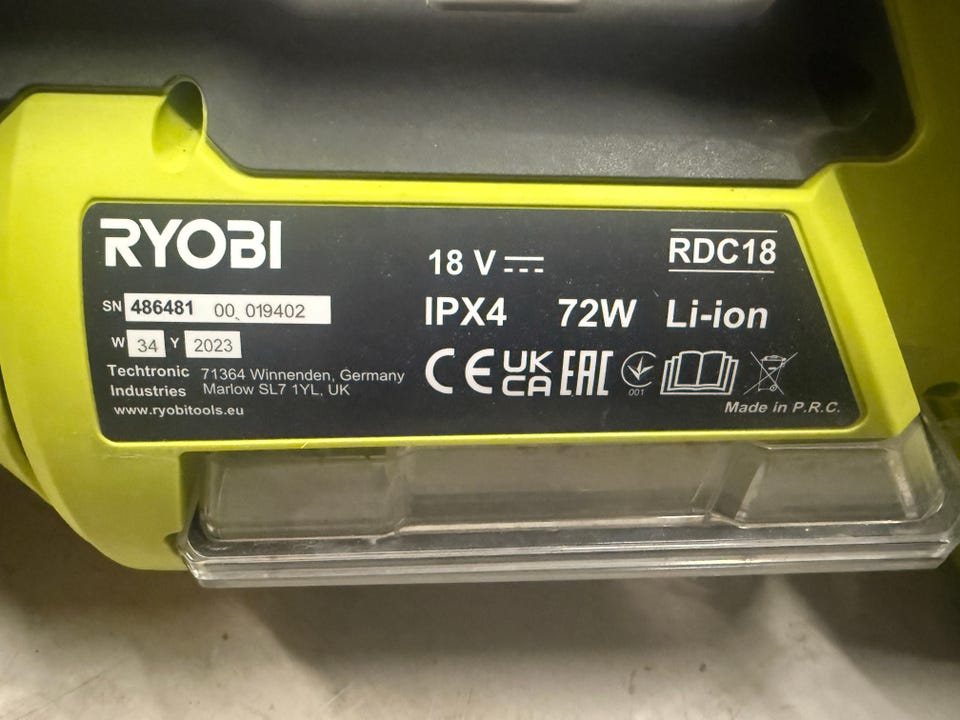 RYOBI
18 V
RDC18
SN 486481 00 019402
IPX4 72W Li-ion
W 34 Y 2023
Techtronic Industries
71364 Winnenden, Germany
Marlow SL7 1YL, UK
www.ryobitools.eu
CE UK CA EAC
001
Made in P.R.C.